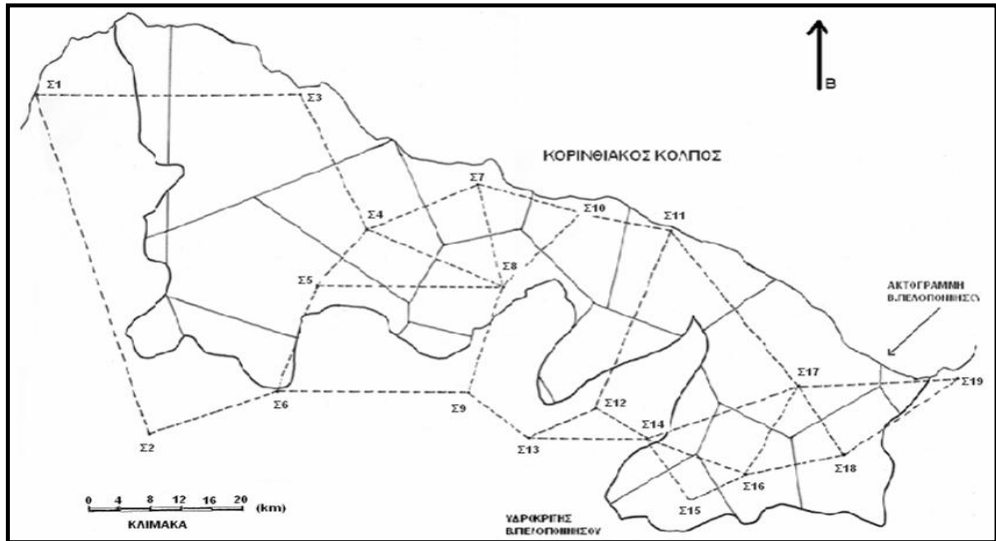 Σ1
Σ3
Β
ΚΟΡΙΝΘΙΑΚΟΣ ΚΟΛΠΟΣ
Σ7
Σ4
Σ10
Σ11
Σ5
Σ8
ΑΚΤΟΓΡΑΜΜΗ
Β.ΠΕΛΟΠΟΝΝΗΣΟΥ
Σ17
Σ19
Σ6
Σ9
Σ12
Σ14
Σ2
Σ13
Σ18
Σ16
Σ15
0 4 8 12 16 20 (km)
ΚΛΙΜΑΚΑ
ΥΔΡΟΚΡΙΤΗΣ
Β.ΠΕΛΟΠΟΝΝΗΣΟΥ